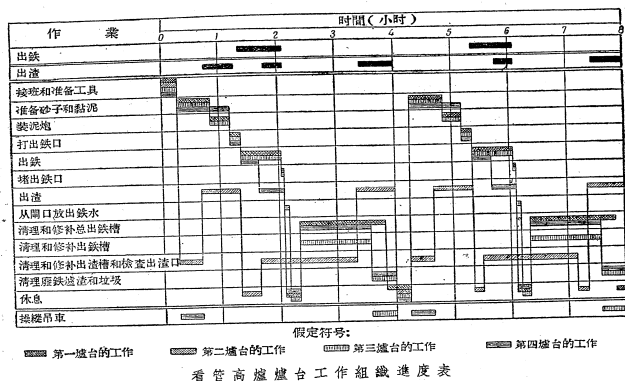 作 業
时間(小时)
0 1 2 3 4 5 6 7 8
出鉄
出渣
接班和准备工具
准备砂子和黏泥
裝泥炮
打出鉄口
出鉄
堵出鉄口
出渣
从閘口放出鉄水
清理和修补总出鉄槽
清理和修补出鉄槽
清理和修补出渣槽和檢查出渣口
清理廢鉄爐渣和垃圾
休息
操縱吊車
假定符号:
第一爐台的工作
第二爐台的工作
第三爐台的工作
第四爐台的工作
看管高爐爐台工作組織進度表